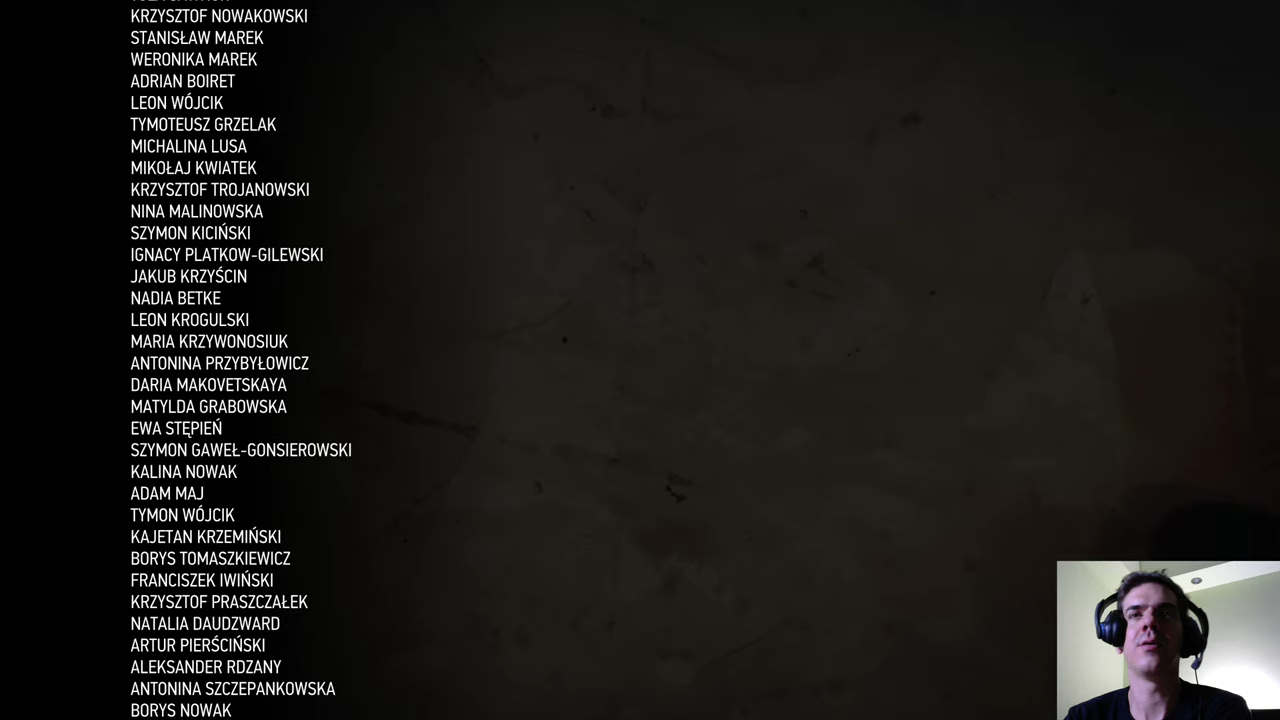 KRZYSZTOF NOWAKOWSKI
STANISŁAW MAREK
WERONIKA MAREK
ADRIAN BOIRET
LEON WÓJCIK
TYMOTEUSZ GRZELAK
MICHALINA LUSA
MIKOŁAJ KWIATEK
KRZYSZTOF TROJANOWSKI
NINA MALINOWSKA
SZYMON KICIŃSKI
IGNACY PLATKOW-GILEWSKI
JAKUB KRZYŚCIN
NADIA BETKE
LEON KROGULSKI
MARIA KRZYWONOSIUK
ANTONINA PRZYBYŁOWICZ
DARIA MAKOVETSKAYA
MATYLDA GRABOWSKA
EWA STĘPIEŃ
SZYMON GAWEŁ-GONSIEROWSKI
KALINA NOWAK
ADAM MAJ
TYMON WÓJCIK
KAJETAN KRZEMIŃSKI
BORYS TOMASZKIEWICZ
FRANCISZEK IWIŃSKI
KRZYSZTOF PRASZCZAŁEK
NATALIA DAUDZWARD
ARTUR PIERŚCIŃSKI
ALEKSANDER RDZANY
ANTONINA SZCZEPANKOWSKA
BORYS NOWAK